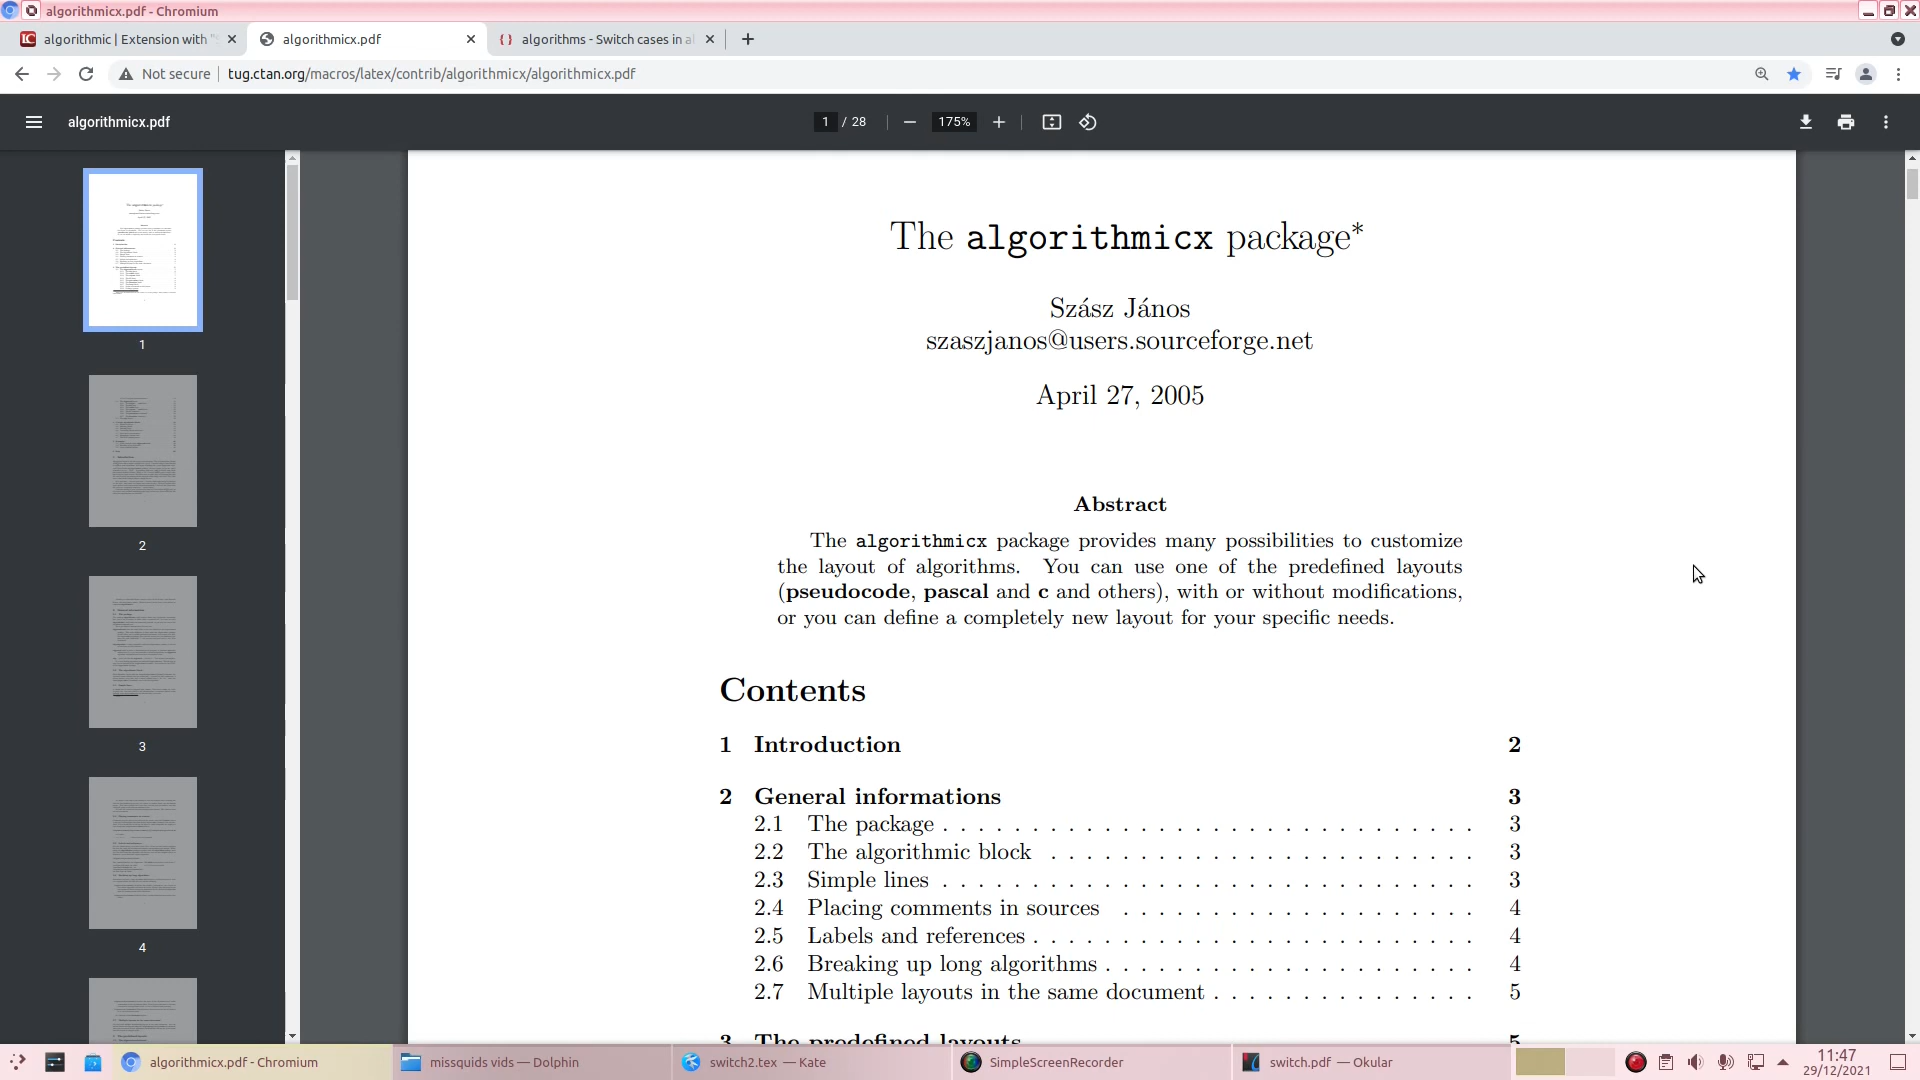 algorithmicx.pdf - Chromium
algorithmic | Extension with "S
algorithmicx.pdf
algorithms - Switch cases in al
Not secure
tug.ctan.org/macros/latex/contrib/algorithmicx/algorithmicx.pdf
algorithmicx.pdf
1 / 28
175%
The algorithmicx package*
Szász János
szaszjanos@users.sourceforge.net
April 27, 2005
Abstract
The algorithmicx package provides many possibilities to customize
the layout of algorithms. You can use one of the predefined layouts
(pseudocode, pascal and c and others), with or without modifications,
or you can define a completely new layout for your specific needs.
Contents
1 Introduction 2
2 General informations 3
2.1 The package . . . . . . . . . . . . . . . . . . . . . . . . . . . . . . . 3
2.2 The algorithmic block . . . . . . . . . . . . . . . . . . . . . . . . . 3
2.3 Simple lines . . . . . . . . . . . . . . . . . . . . . . . . . . . . . . . 3
2.4 Placing comments in sources . . . . . . . . . . . . . . . . . . . . . 4
2.5 Labels and references . . . . . . . . . . . . . . . . . . . . . . . . . . 4
2.6 Breaking up long algorithms . . . . . . . . . . . . . . . . . . . . . . 4
2.7 Multiple layouts in the same document . . . . . . . . . . . . . . . 5
3 The predefined layouts 5
1
2
3
4
algorithmicx.pdf - Chromium
missquids vids — Dolphin
switch2.tex — Kate
SimpleScreenRecorder
switch.pdf — Okular
11:47
29/12/2021